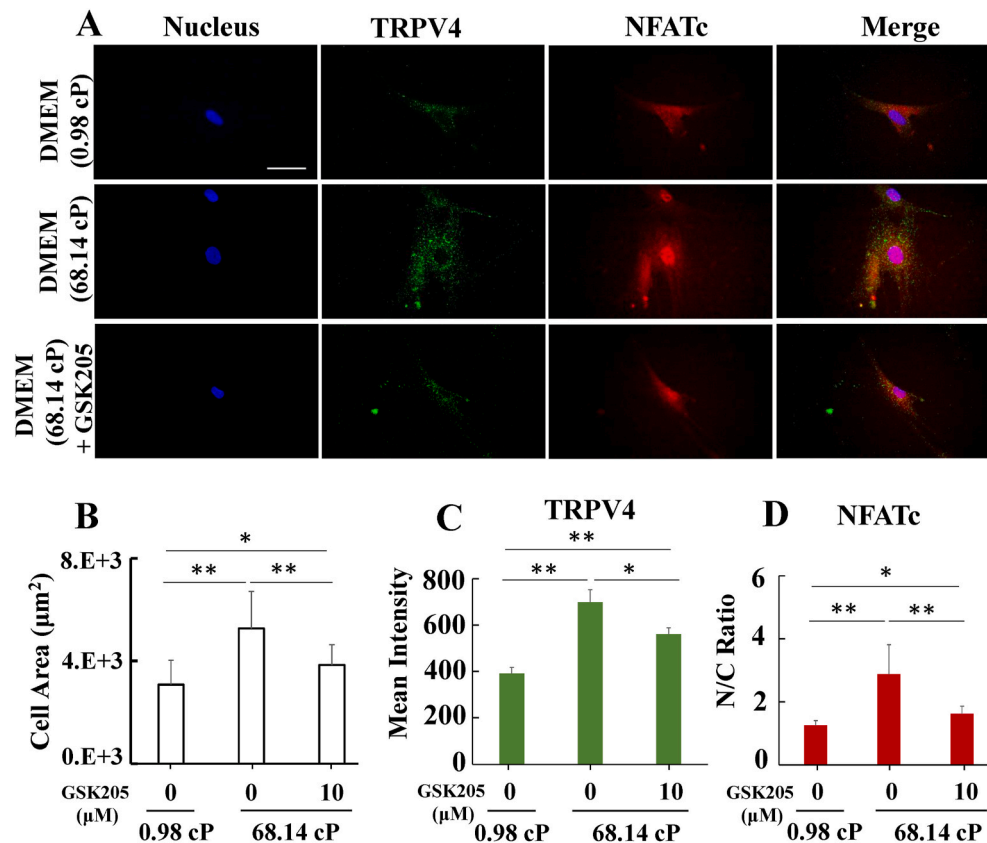 A
Nucleus TRPV4 NFATc Merge
DMEM
(0.98 cP)
DMEM
(68.14 cP)
DMEM
(68.14 cP)
+ GSK205
B
*
** **
8.E+3
4.E+3
0.E+3
Cell Area (µm²)
GSK205 0 0 10
(µM)
0.98 cP 68.14 cP
C TRPV4
**
** *
800
600
400
200
0
Mean Intensity
GSK205 0 0 10
(µM)
0.98 cP 68.14 cP
D NFATc
*
** **
6
4
2
0
N/C Ratio
GSK205 0 0 10
(µM)
0.98 cP 68.14 cP